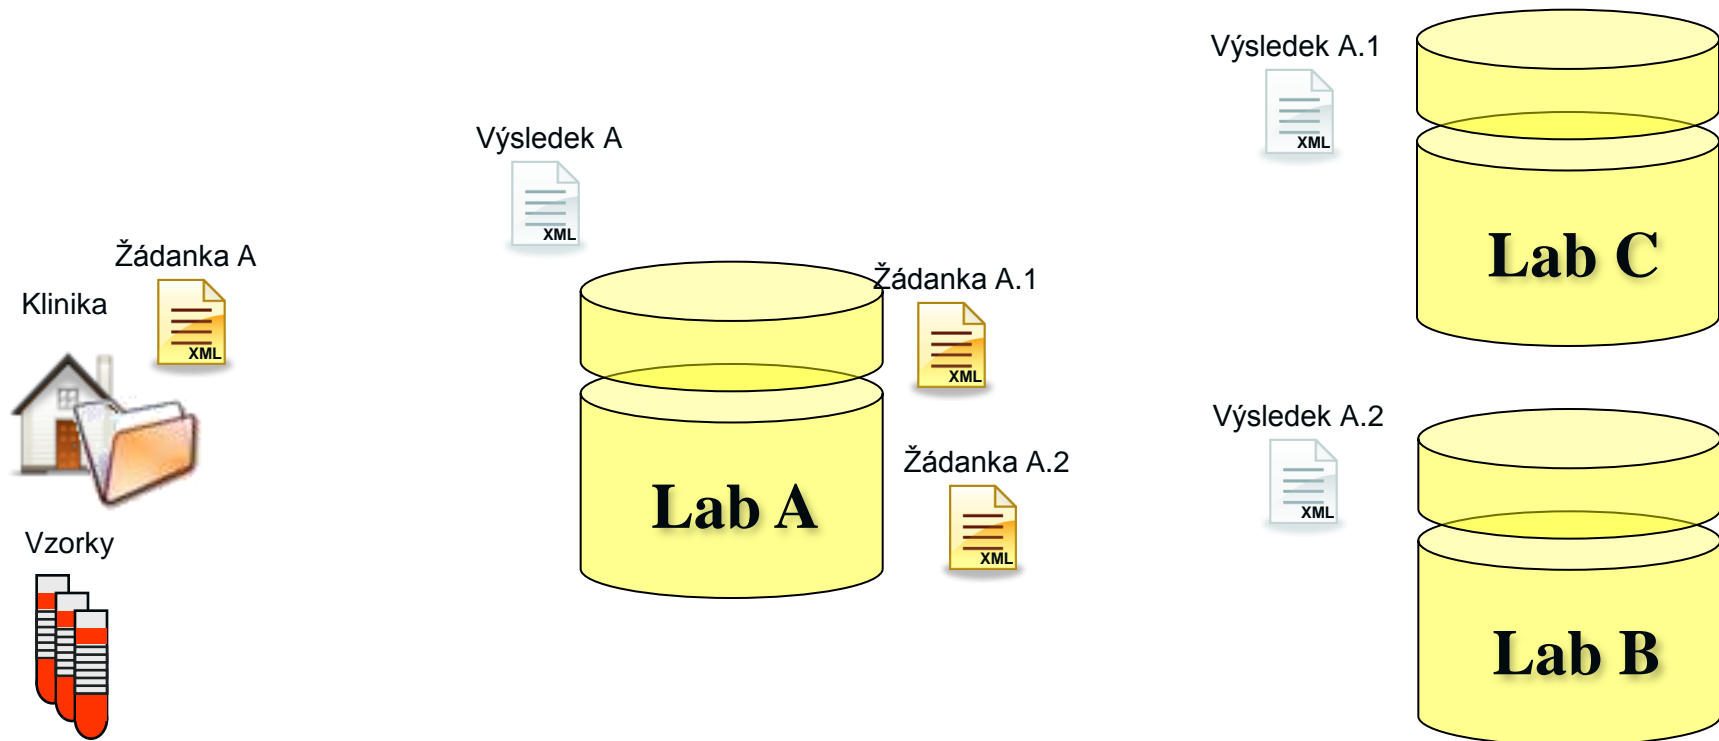 Klinika
Žádanka A
XML
Vzorky
Výsledek A
XML
Lab A
Žádanka A.1
XML
Žádanka A.2
XML
Výsledek A.1
XML
Lab C
Výsledek A.2
XML
Lab B